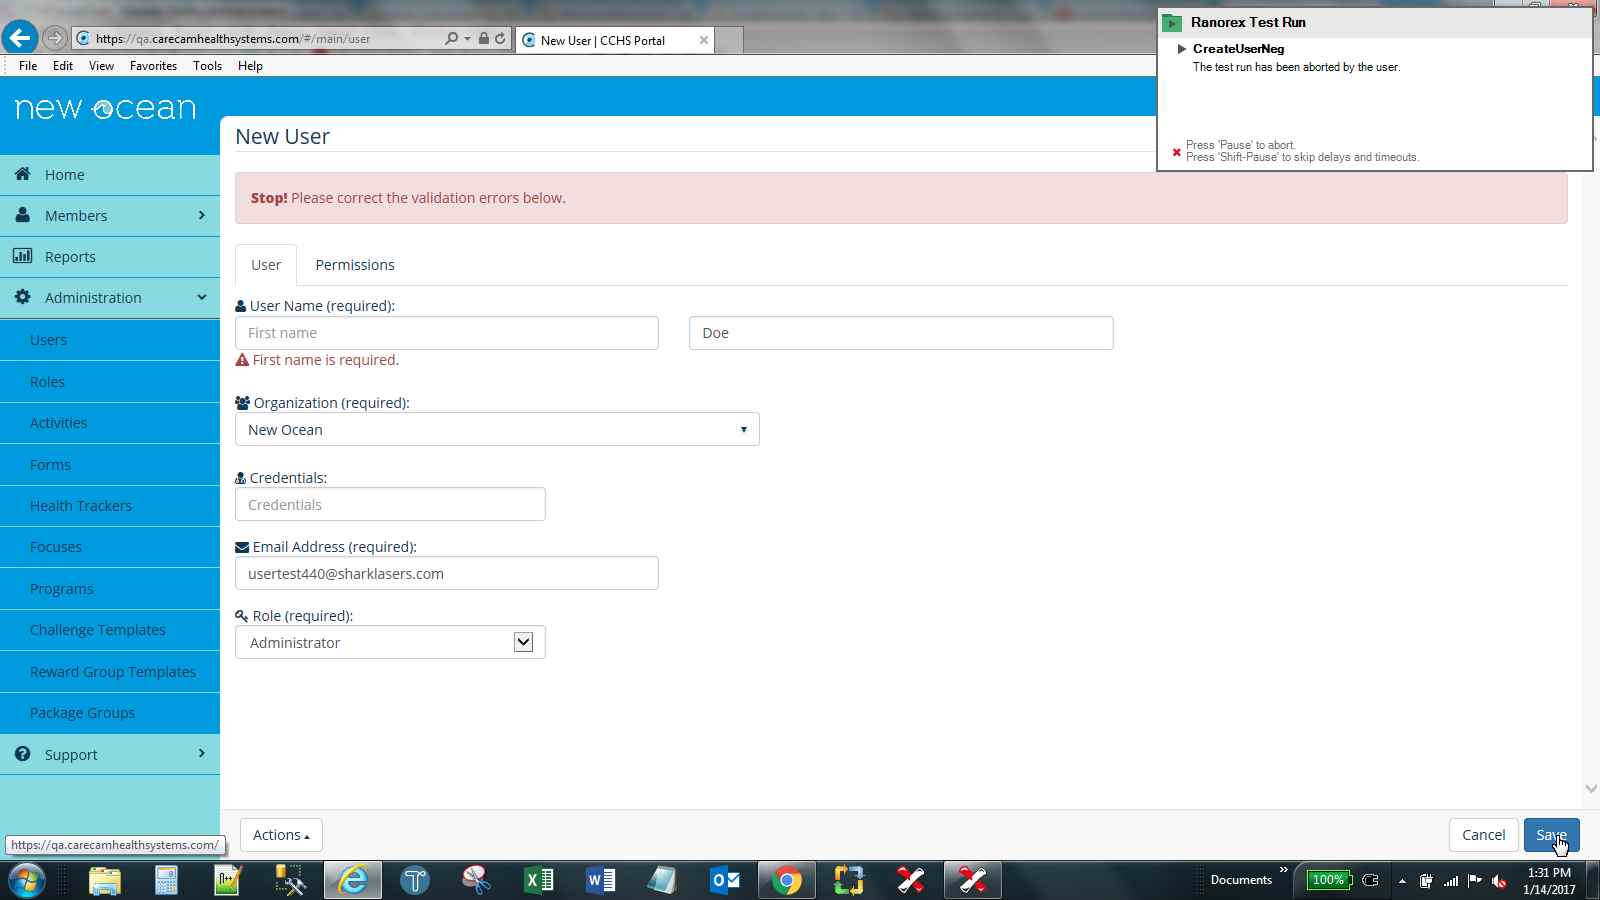 https://qa.carecamhealthsystems.com/#/main/user
New User | CCHS Portal
File Edit View Favorites Tools Help
Ranorex Test Run
CreateUserNeg
The test run has been aborted by the user.
Press 'Pause' to abort.
Press 'Shift-Pause' to skip delays and timeouts.
new ocean
Home
Members
Reports
Administration
Users
Roles
Activities
Forms
Health Trackers
Focuses
Programs
Challenge Templates
Reward Group Templates
Package Groups
Support
New User
Stop! Please correct the validation errors below.
User Permissions
User Name (required):
First name Doe
First name is required.
Organization (required):
New Ocean
Credentials:
Credentials
Email Address (required):
usertest440@sharklasers.com
Role (required):
Administrator
Actions Cancel Save
https://qa.carecamhealthsystems.com/
Documents
100%
1:31 PM
1/14/2017